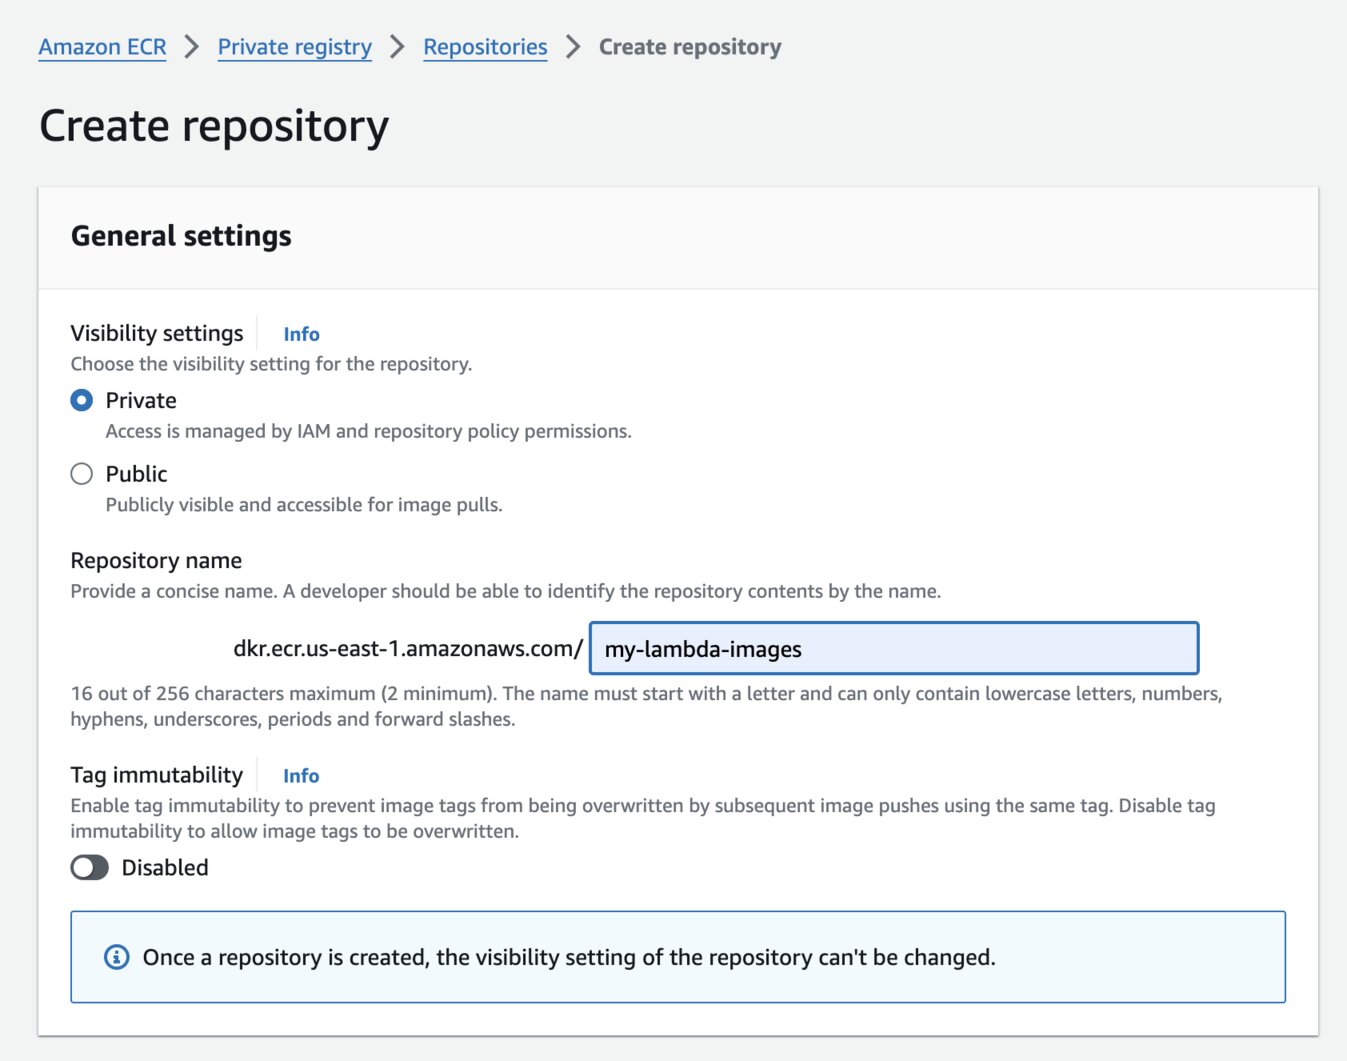 Amazon ECR > Private registry > Repositories > Create repository
Create repository
General settings
Visibility settings Info
Choose the visibility setting for the repository.
Private
Access is managed by IAM and repository policy permissions.
Public
Publicly visible and accessible for image pulls.
Repository name
Provide a concise name. A developer should be able to identify the repository contents by the name.
dkr.ecr.us-east-1.amazonaws.com/ my-lambda-images
16 out of 256 characters maximum (2 minimum). The name must start with a letter and can only contain lowercase letters, numbers,
hyphens, underscores, periods and forward slashes.
Tag immutability Info
Enable tag immutability to prevent image tags from being overwritten by subsequent image pushes using the same tag. Disable tag
immutability to allow image tags to be overwritten.
Disabled
Once a repository is created, the visibility setting of the repository can't be changed.